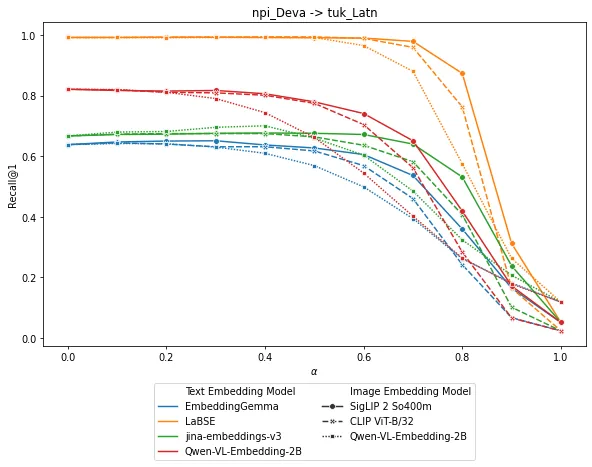 npi_Deva -> tuk_Latn
Recall@1
1.0
0.8
0.6
0.4
0.2
0.0
0.0 0.2 0.4 0.6 0.8 1.0
α
Text Embedding Model Image Embedding Model
EmbeddingGemma SigLIP 2 So400m
LaBSE CLIP ViT-B/32
jina-embeddings-v3 Qwen-VL-Embedding-2B
Qwen-VL-Embedding-2B